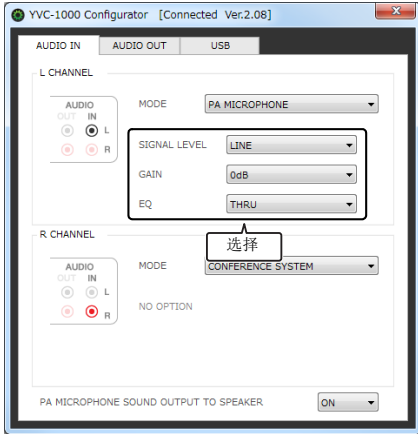 YVC-1000 Configurator [Connected Ver.2.08]
AUDIO IN AUDIO OUT USB
L CHANNEL
AUDIO
OUT IN
L
R
MODE PA MICROPHONE
SIGNAL LEVEL LINE
GAIN 0dB
EQ THRU
选择
R CHANNEL
AUDIO
OUT IN
L
R
MODE CONFERENCE SYSTEM
NO OPTION
PA MICROPHONE SOUND OUTPUT TO SPEAKER ON